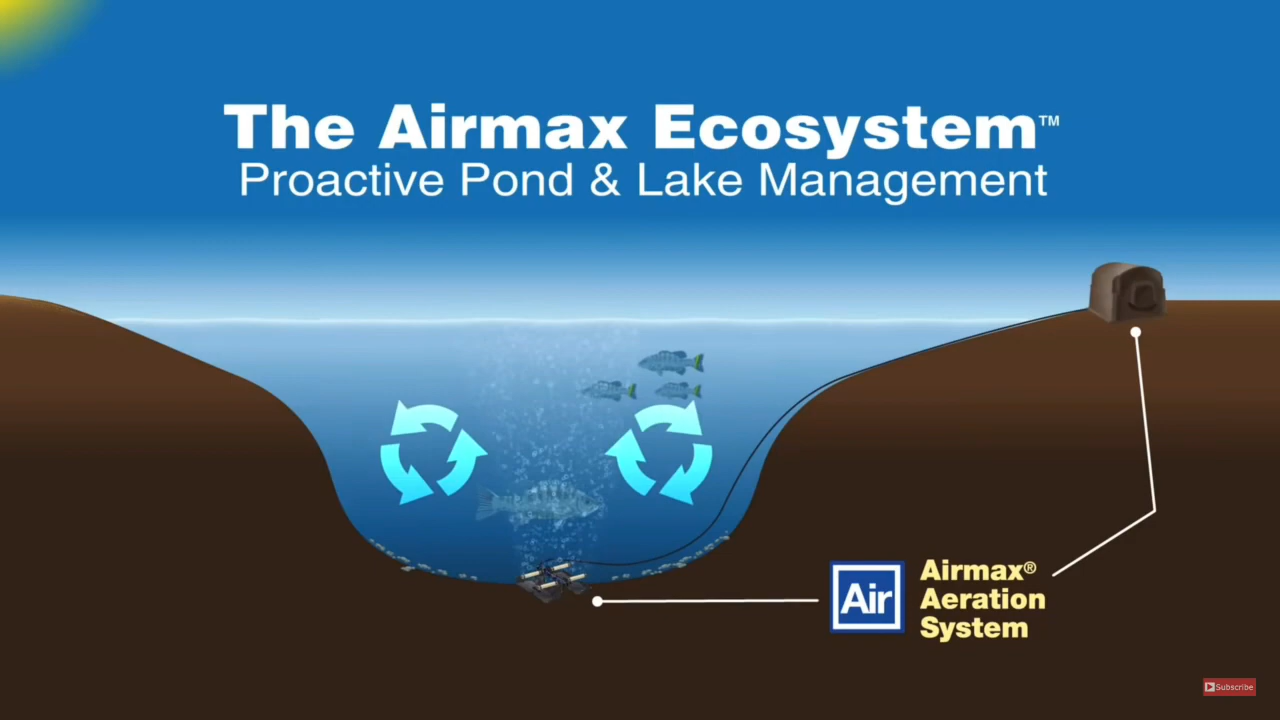 The Airmax Ecosystem™
Proactive Pond & Lake Management
Air
Airmax®
Aeration
System
Subscribe